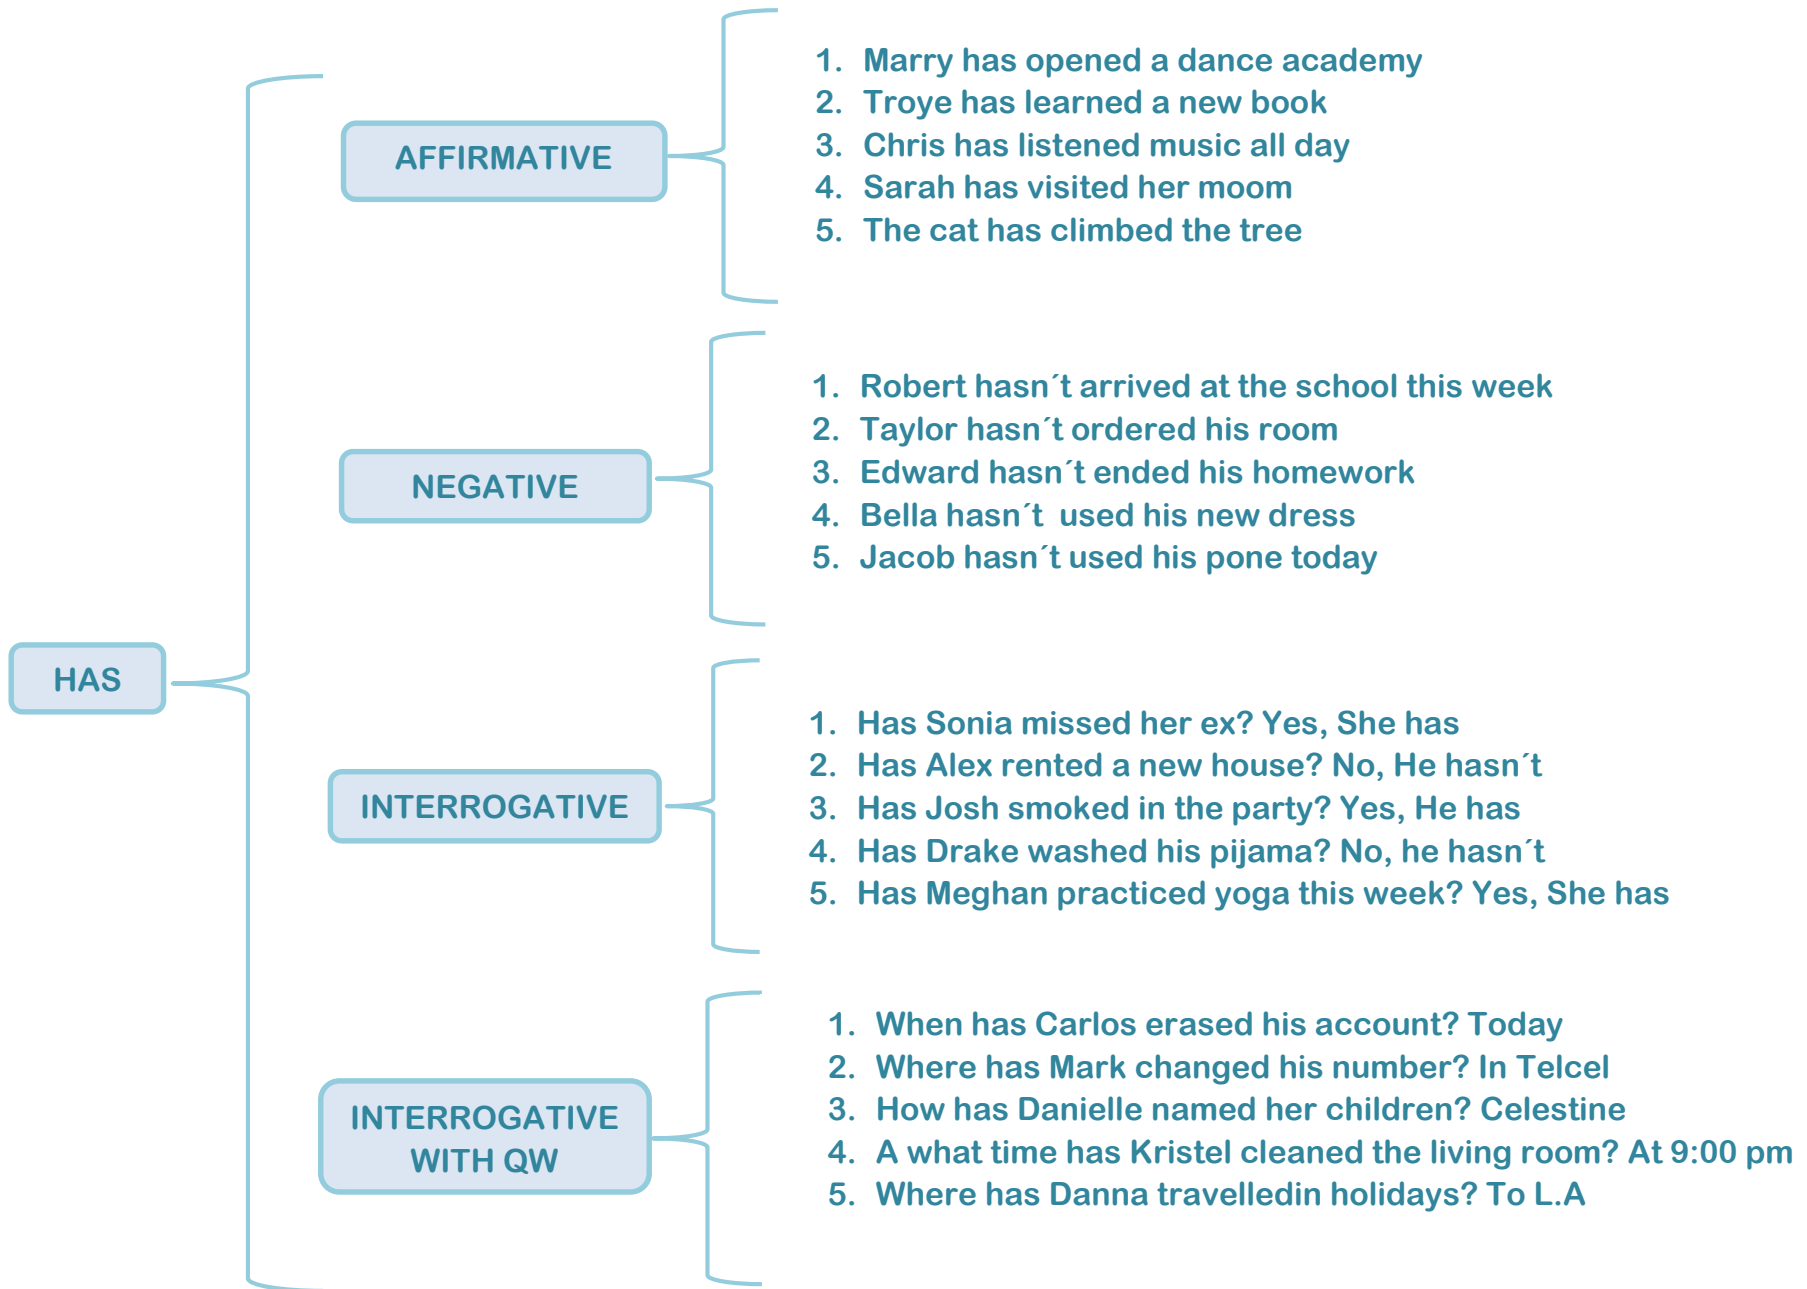 HAS
AFFIRMATIVE
1. Marry has opened a dance academy
2. Troye has learned a new book
3. Chris has listened music all day
4. Sarah has visited her moom
5. The cat has climbed the tree
NEGATIVE
1. Robert hasn´t arrived at the school this week
2. Taylor hasn´t ordered his room
3. Edward hasn´t ended his homework
4. Bella hasn´t  used his new dress
5. Jacob hasn´t used his pone today
INTERROGATIVE
1. Has Sonia missed her ex? Yes, She has
2. Has Alex rented a new house? No, He hasn´t
3. Has Josh smoked in the party? Yes, He has
4. Has Drake washed his pijama? No, he hasn´t
5. Has Meghan practiced yoga this week? Yes, She has
INTERROGATIVE
WITH QW
1. When has Carlos erased his account? Today
2. Where has Mark changed his number? In Telcel
3. How has Danielle named her children? Celestine
4. A what time has Kristel cleaned the living room? At 9:00 pm
5. Where has Danna travelledin holidays? To L.A